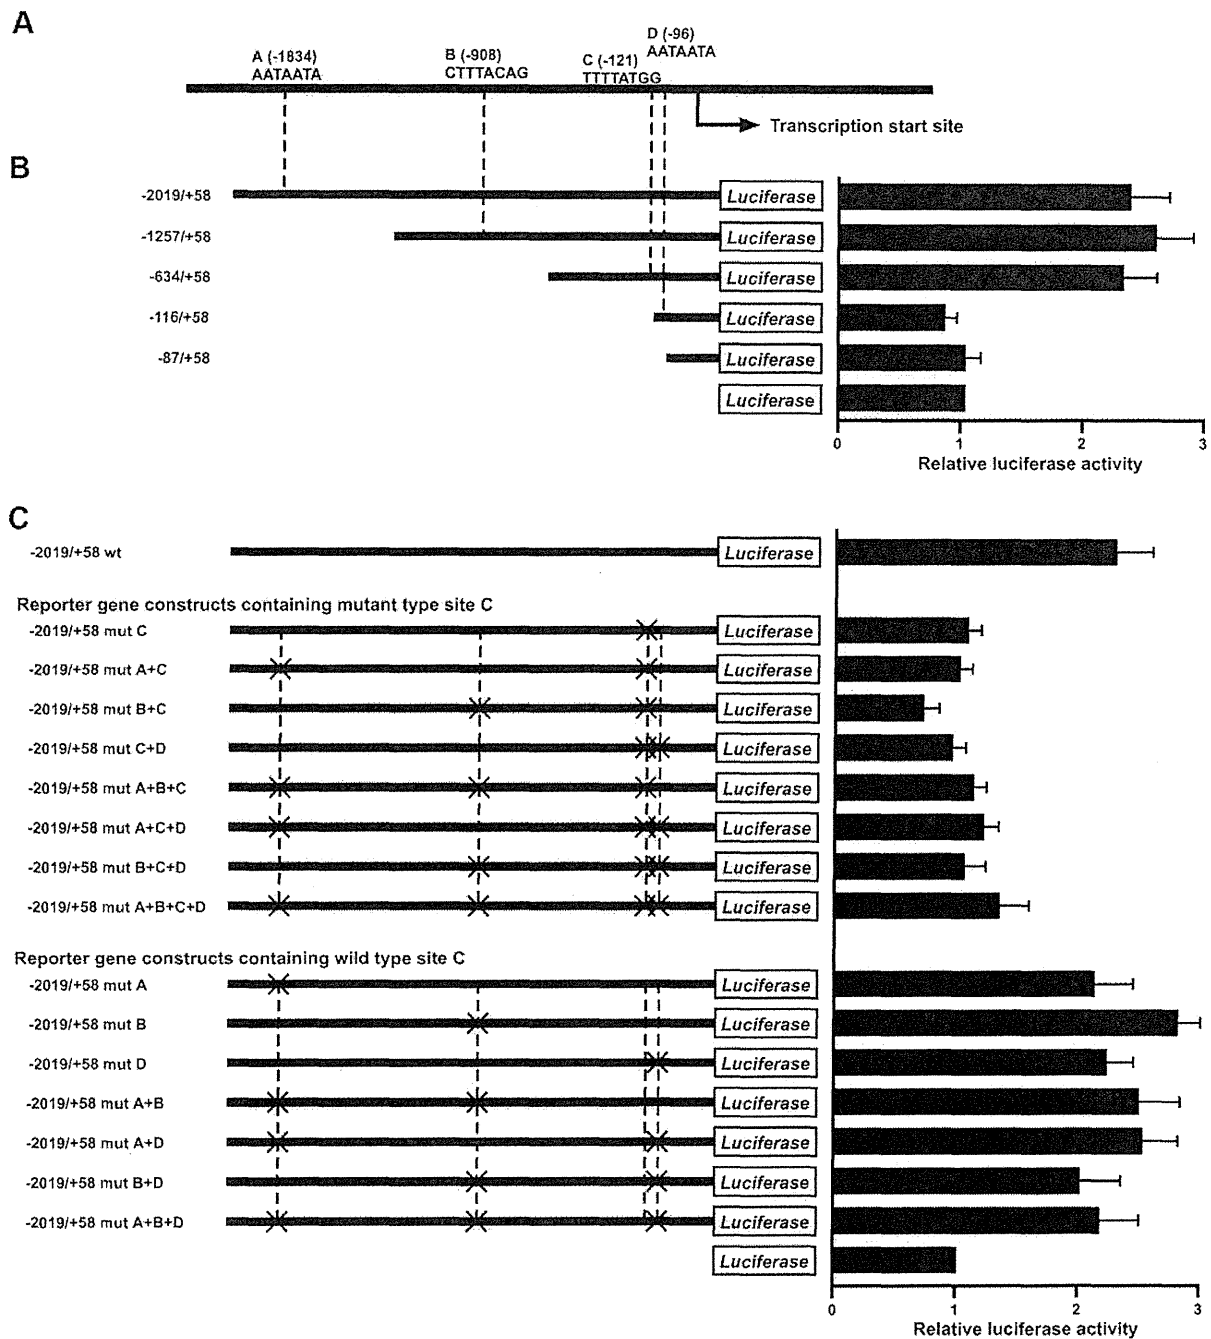 A
D (-96)
AATAATA
A (-1834)
AATAATA
B (-908)
CTTTACAG
C (-121)
TTTTATGG
Transcription start site
B
-2019/+58 Luciferase
-1257/+58 Luciferase
-634/+58 Luciferase
-116/+58 Luciferase
-87/+58 Luciferase
Luciferase
0 1 2 3
Relative luciferase activity
C
-2019/+58 wt Luciferase
Reporter gene constructs containing mutant type site C
-2019/+58 mut C Luciferase
-2019/+58 mut A+C Luciferase
-2019/+58 mut B+C Luciferase
-2019/+58 mut C+D Luciferase
-2019/+58 mut A+B+C Luciferase
-2019/+58 mut A+C+D Luciferase
-2019/+58 mut B+C+D Luciferase
-2019/+58 mut A+B+C+D Luciferase
Reporter gene constructs containing wild type site C
-2019/+58 mut A Luciferase
-2019/+58 mut B Luciferase
-2019/+58 mut D Luciferase
-2019/+58 mut A+B Luciferase
-2019/+58 mut A+D Luciferase
-2019/+58 mut B+D Luciferase
-2019/+58 mut A+B+D Luciferase
Luciferase
0 1 2 3
Relative luciferase activity